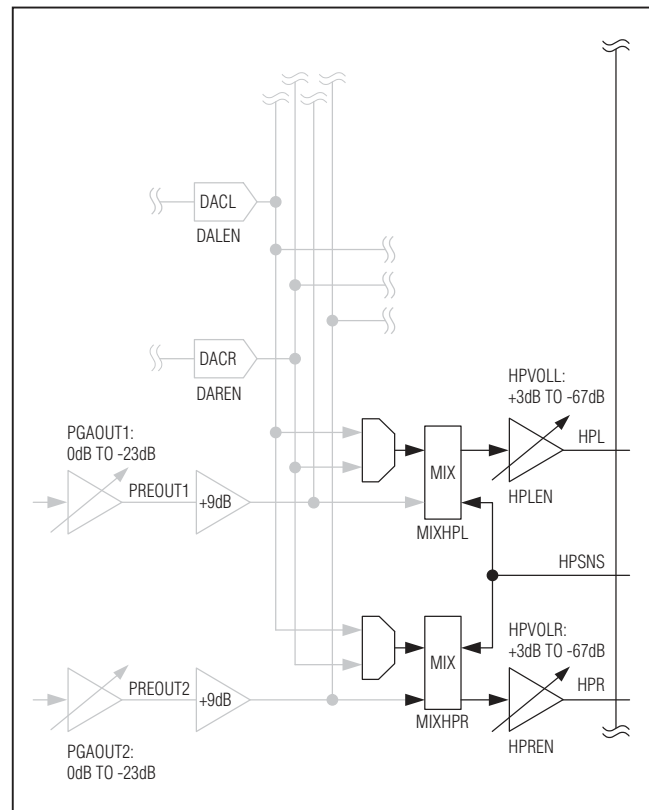 DACL
DALEN
DACR
DAREN
HPVOLL:
+3dB TO -67dB
PGAOUT1:
0dB TO -23dB
HPL
MIX
PREOUT1
+9dB
HPLEN
MIXHPL
HPSNS
HPVOLR:
+3dB TO -67dB
MIX
PREOUT2
+9dB
HPR
MIXHPR
HPREN
PGAOUT2:
0dB TO -23dB